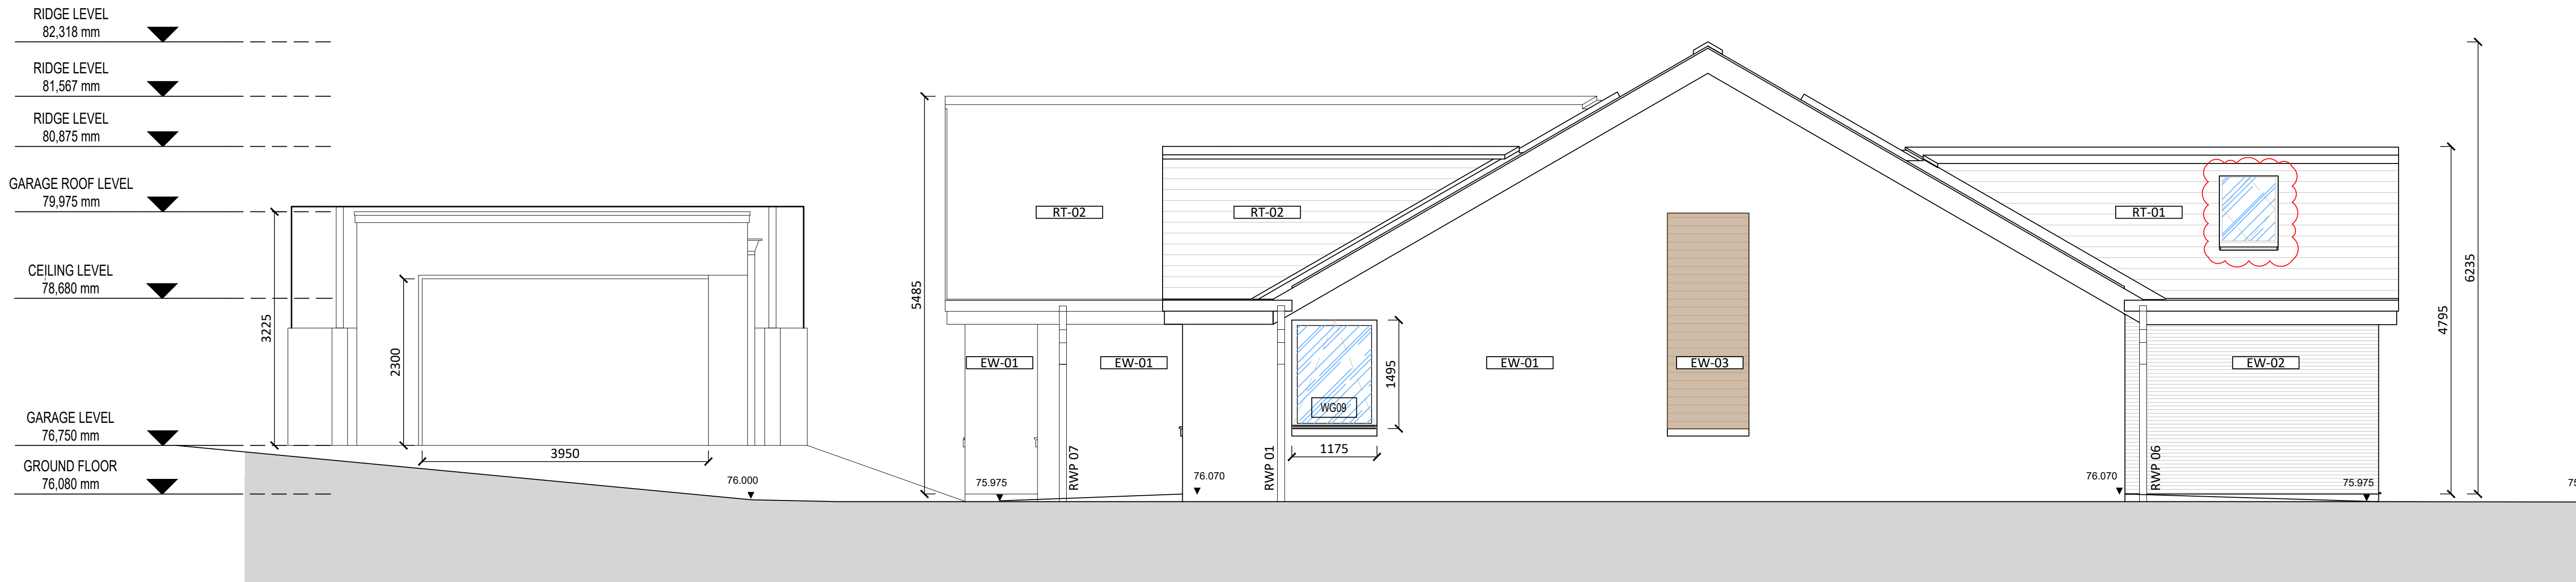 RIDGE LEVEL
82,318 mm
RIDGE LEVEL
81,567 mm
RIDGE LEVEL
80,875 mm
GARAGE ROOF LEVEL
79,975 mm
CEILING LEVEL
78,680 mm
GARAGE LEVEL
76,750 mm
GROUND FLOOR
76,080 mm
3225
2300
3950
76.000
5485
RT-02
RT-02
EW-01
EW-01
75.975
RWP 07
76.070
RWP 01
WG09
1495
1175
EW-01
EW-03
RT-01
EW-02
76.070
RWP 06
75.975
4795
6235